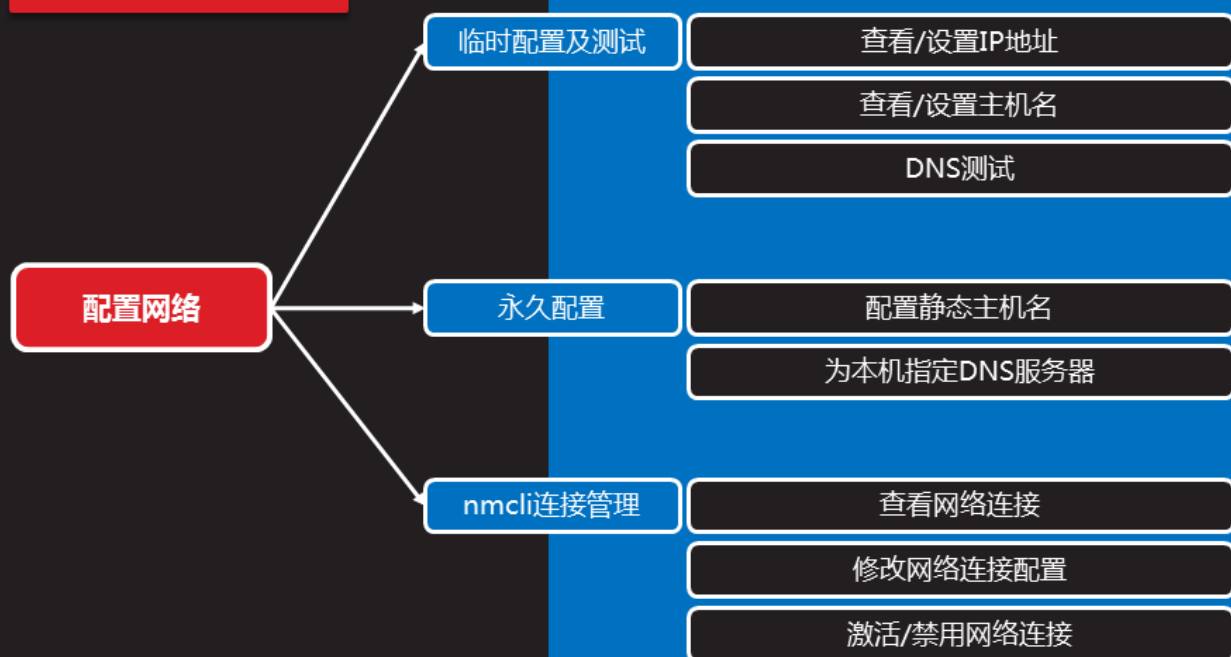 临时配置及测试
查看/设置IP地址
查看/设置主机名
DNS测试
配置网络
永久配置
配置静态主机名
为本机指定DNS服务器
nmcli连接管理
查看网络连接
修改网络连接配置
激活/禁用网络连接